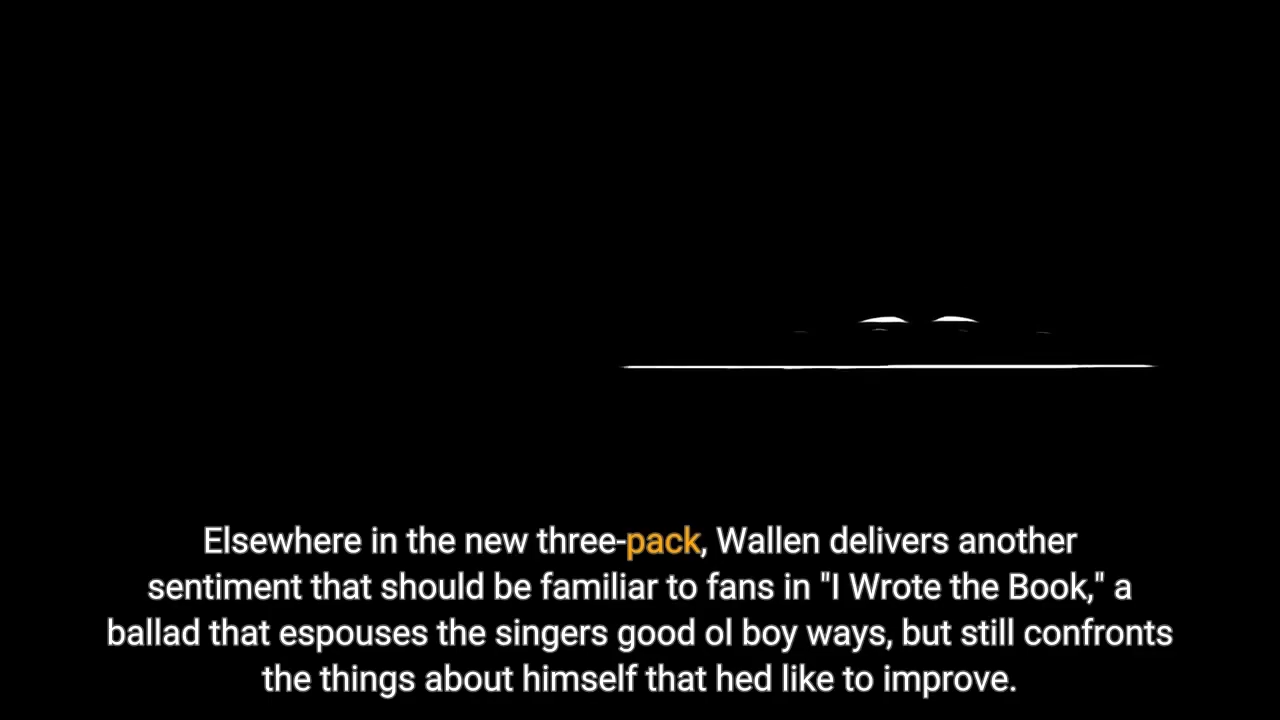 Elsewhere in the new three-pack, Wallen delivers another
sentiment that should be familiar to fans in "I Wrote the Book," a
ballad that espouses the singers good ol boy ways, but still confronts
the things about himself that hed like to improve.